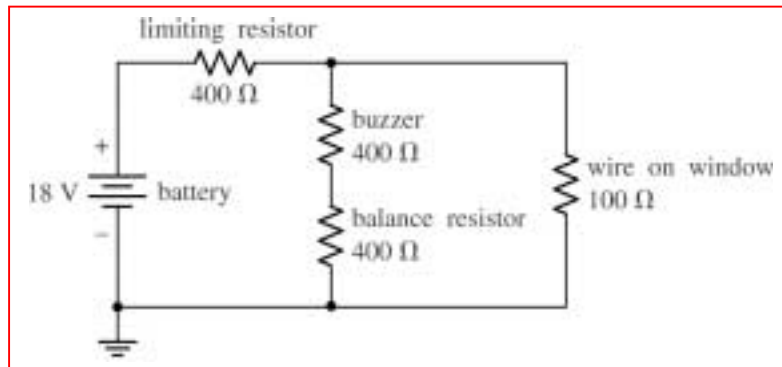 limiting resistor
400 Ω
buzzer
400 Ω
+
18 V
battery
−
wire on window
100 Ω
balance resistor
400 Ω